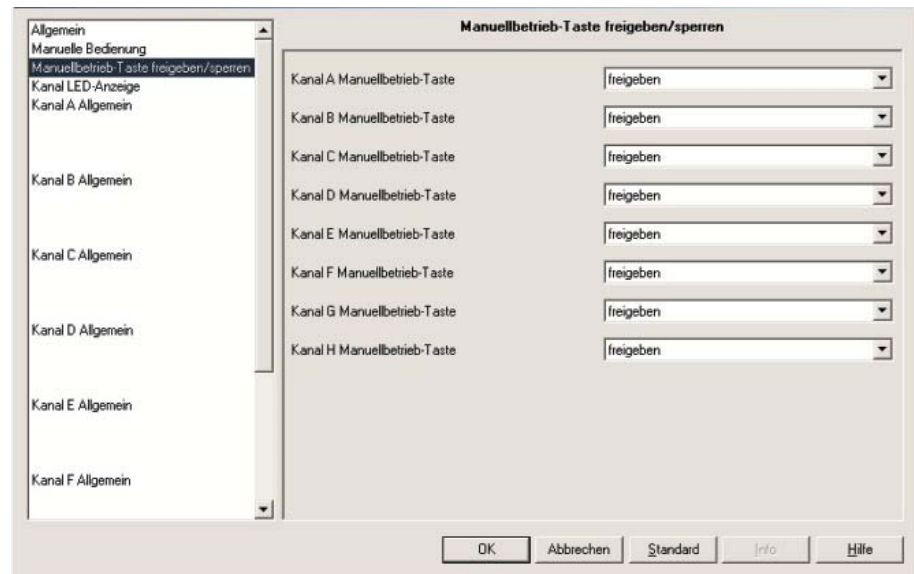 Allgemein
Manuelle Bedienung
Manuellbetrieb-Taste freigeben/sperren
Kanal LED-Anzeige
Kanal A Allgemein
Kanal B Allgemein
Kanal C Allgemein
Kanal D Allgemein
Kanal E Allgemein
Kanal F Allgemein
Manuellbetrieb-Taste freigeben/sperren
Kanal A Manuellbetrieb-Taste freigeben
Kanal B Manuellbetrieb-Taste freigeben
Kanal C Manuellbetrieb-Taste freigeben
Kanal D Manuellbetrieb-Taste freigeben
Kanal E Manuellbetrieb-Taste freigeben
Kanal F Manuellbetrieb-Taste freigeben
Kanal G Manuellbetrieb-Taste freigeben
Kanal H Manuellbetrieb-Taste freigeben
OK Abbrechen Standard Info Hilfe